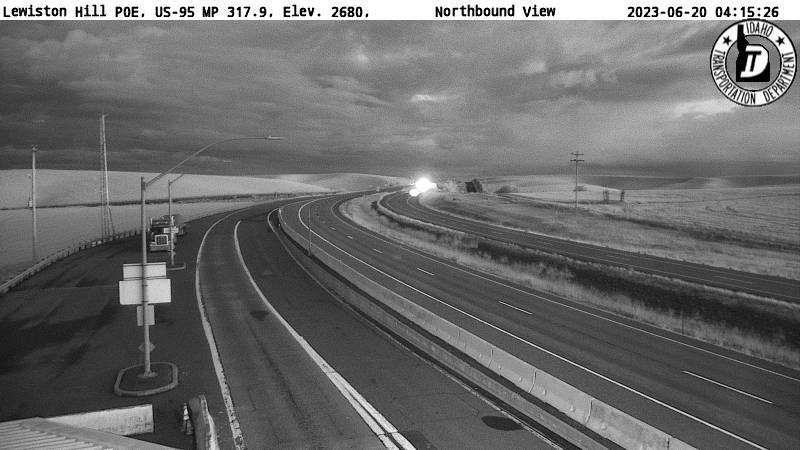 Lewiston Hill POE, US-95 MP 317.9, Elev. 2680, Northbound View 2023-06-20 04:15:26
IDAHO
TRANSPORTATION DEPARTMENT